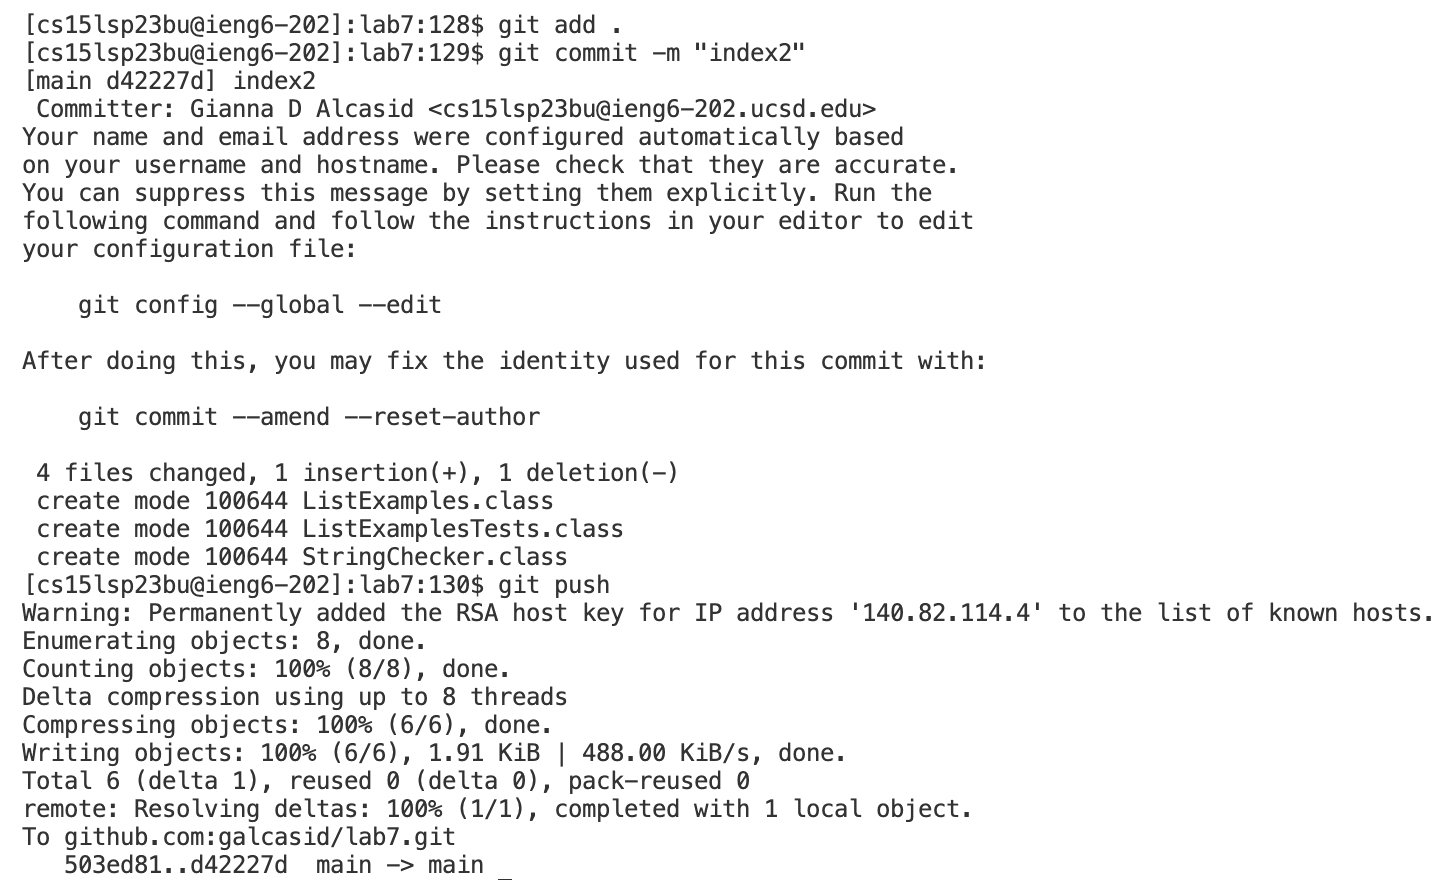 [cs15lsp23bu@ieng6-202]:lab7:128$ git add .
[cs15lsp23bu@ieng6-202]:lab7:129$ git commit -m "index2"
[main d42227d] index2
 Committer: Gianna D Alcasid <cs15lsp23bu@ieng6-202.ucsd.edu>
Your name and email address were configured automatically based
on your username and hostname. Please check that they are accurate.
You can suppress this message by setting them explicitly. Run the
following command and follow the instructions in your editor to edit
your configuration file:

    git config --global --edit

After doing this, you may fix the identity used for this commit with:

    git commit --amend --reset-author

 4 files changed, 1 insertion(+), 1 deletion(-)
 create mode 100644 ListExamples.class
 create mode 100644 ListExamplesTests.class
 create mode 100644 StringChecker.class
[cs15lsp23bu@ieng6-202]:lab7:130$ git push
Warning: Permanently added the RSA host key for IP address '140.82.114.4' to the list of known hosts.
Enumerating objects: 8, done.
Counting objects: 100% (8/8), done.
Delta compression using up to 8 threads
Compressing objects: 100% (6/6), done.
Writing objects: 100% (6/6), 1.91 KiB | 488.00 KiB/s, done.
Total 6 (delta 1), reused 0 (delta 0), pack-reused 0
remote: Resolving deltas: 100% (1/1), completed with 1 local object.
To github.com:galcasid/lab7.git
   503ed81..d42227d  main -> main